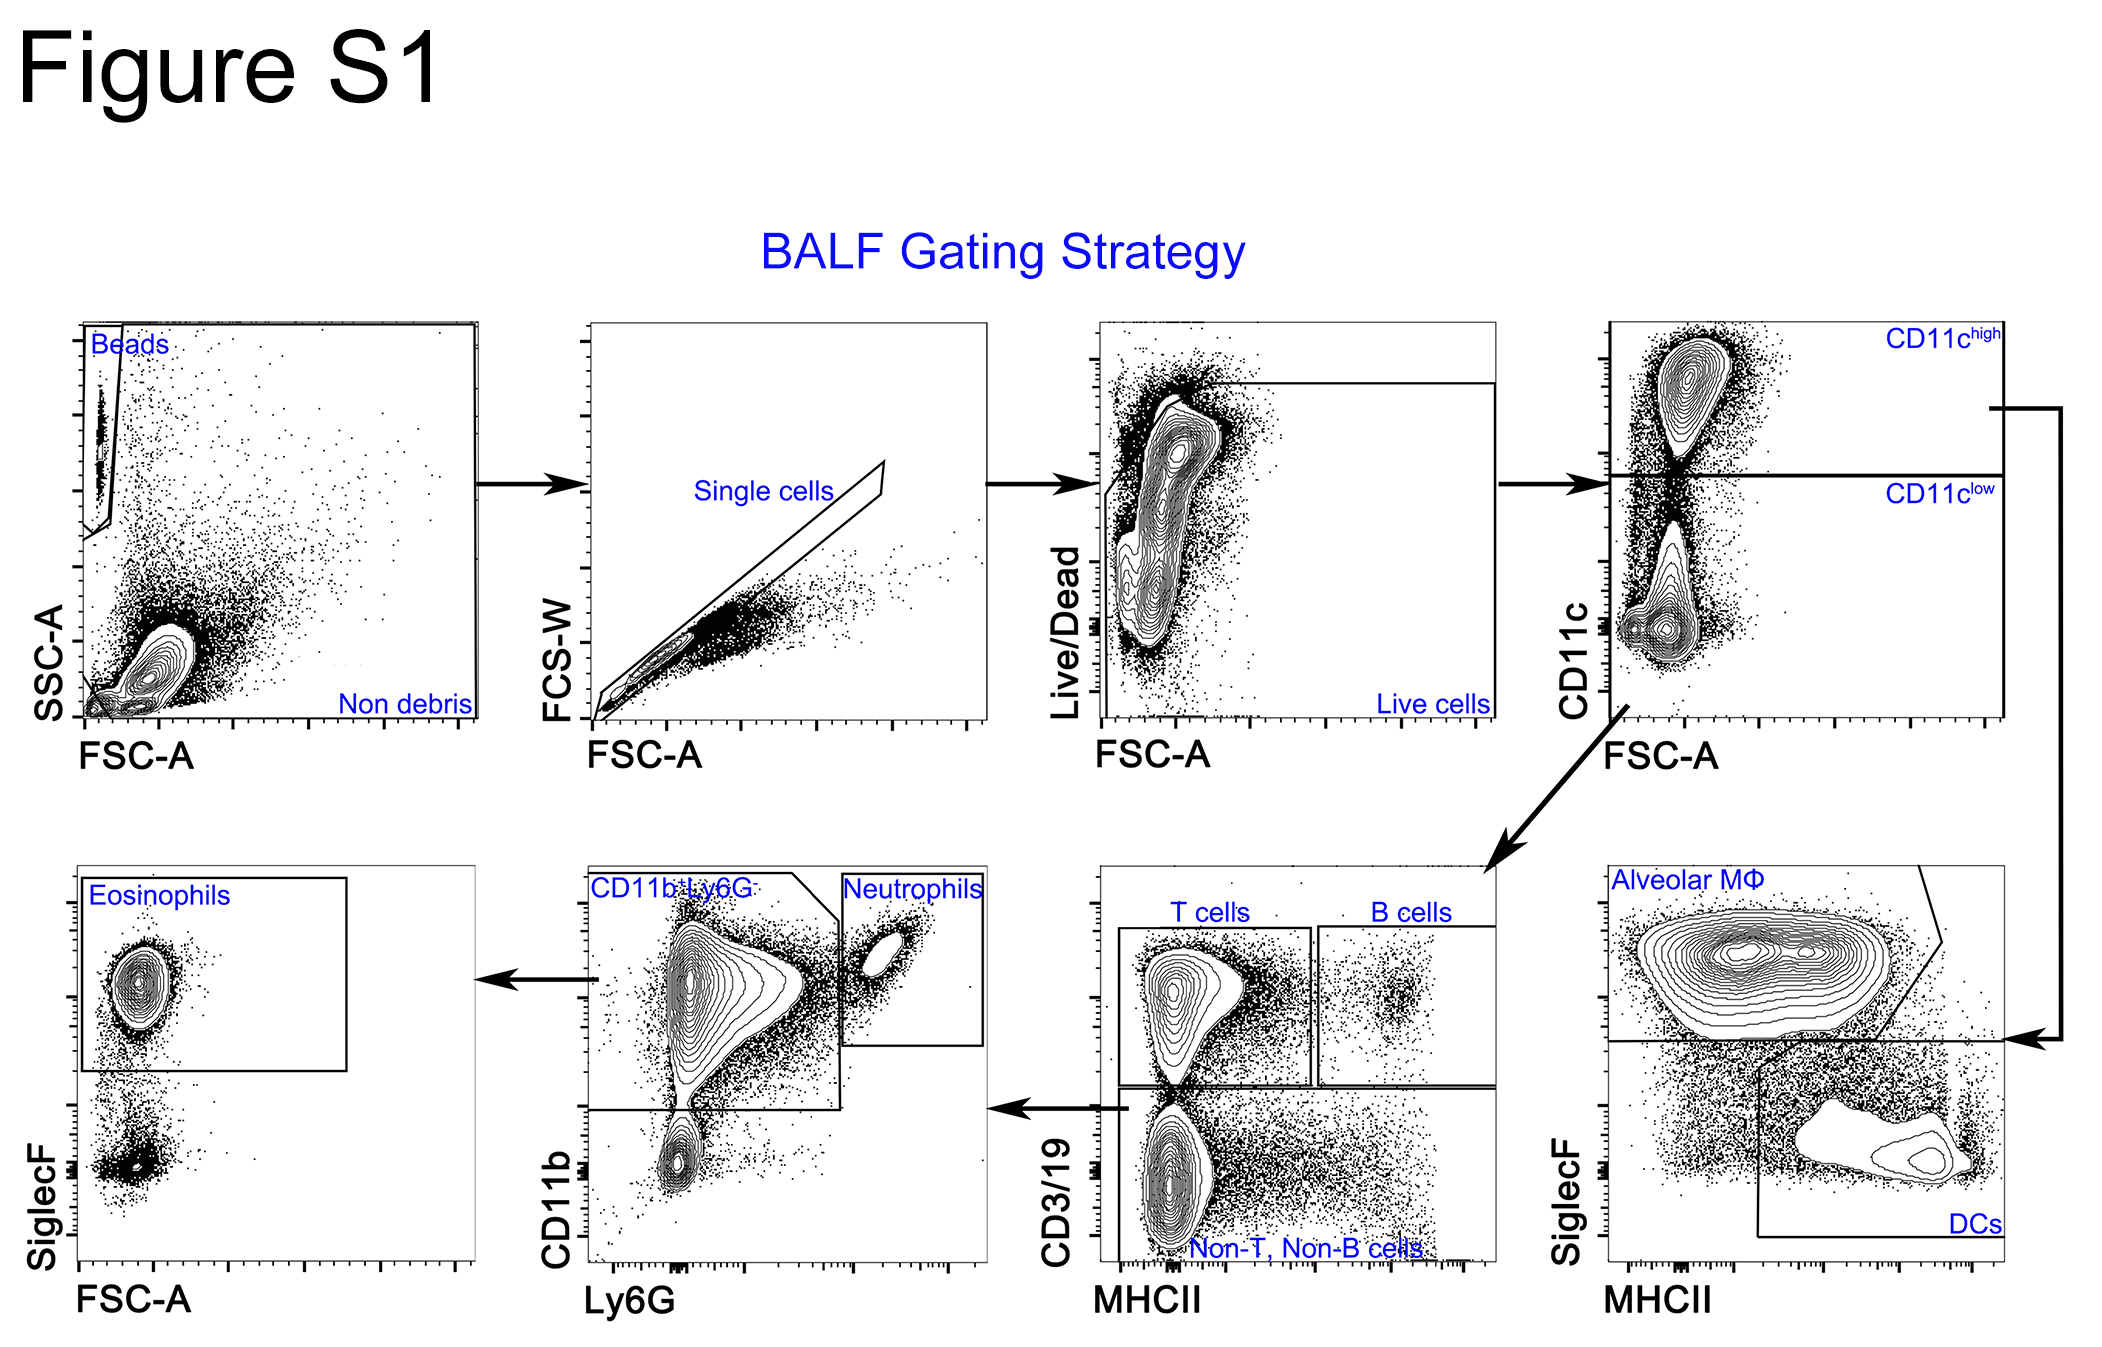 Figure S1
BALF Gating Strategy
Beads
Non debris
SSC-A
FSC-A
Single cells
FCS-W
FSC-A
Live cells
Live/Dead
FSC-A
CD11chigh
CD11clow
CD11c
FSC-A
Eosinophils
SiglecF
FSC-A
CD11b+Ly6G-
Neutrophils
CD11b
Ly6G
T cells
B cells
Non-T, Non-B cells
CD3/19
MHCII
Alveolar MΦ
DCs
SiglecF
MHCII